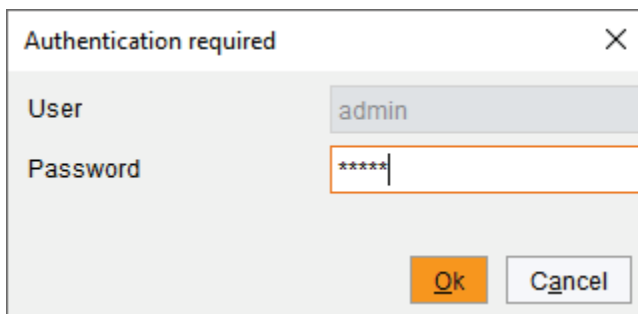 Authentication required
User admin
Password *****
Ok Cancel